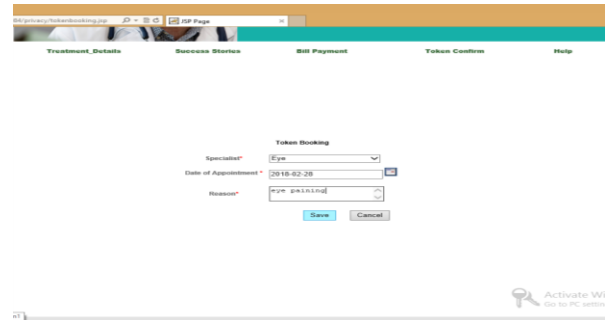 84/privacy/tokenbooking.jsp
JSP Page
Treatment_Details Success Stories Bill Payment Token Confirm Help
Token Booking
Specialist* Eye
Date of Appointment * 2018-02-28
Reason* eye paining
Save Cancel
Activate Wi
Go to PC settin